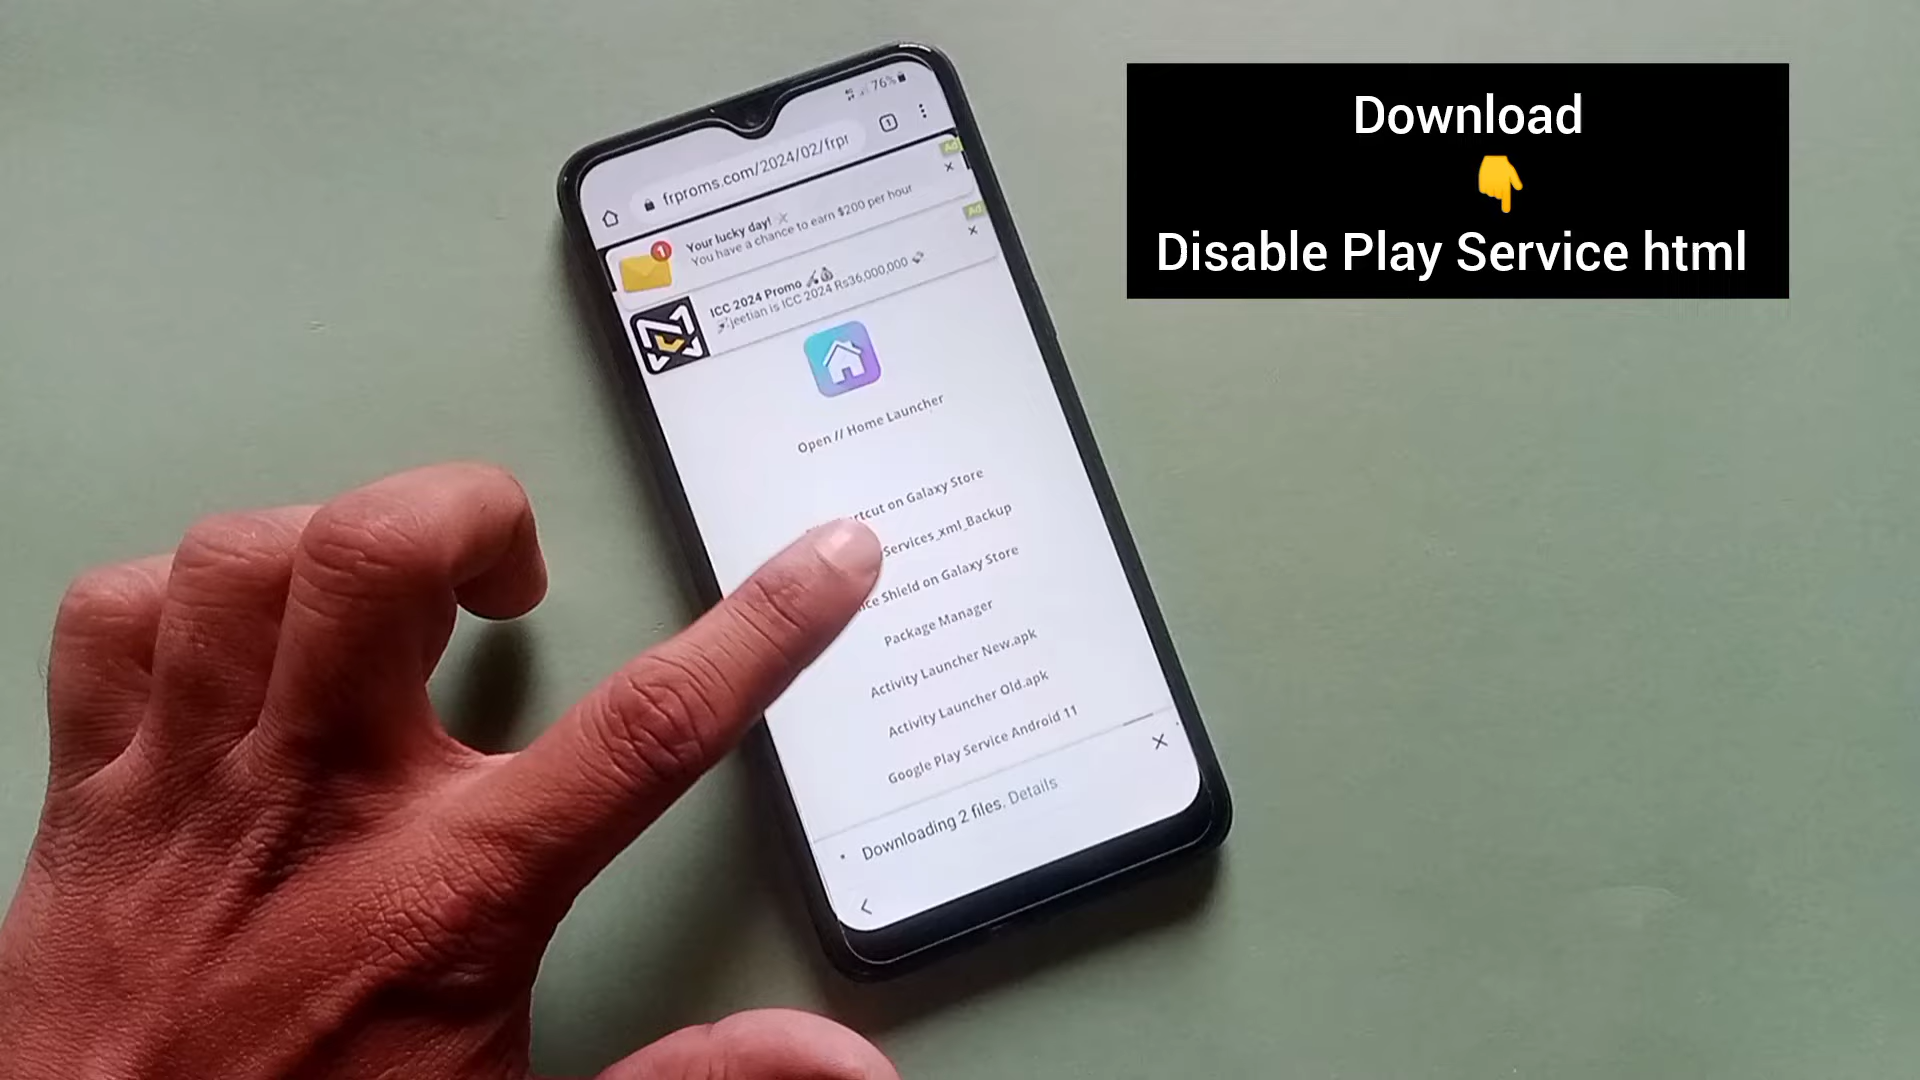 76%
1
frproms.com/2024/02/frpr
Ad
1
Your lucky day!
You have a chance to earn $200 per hour
Ad
ICC 2024 Promo
jeetian is ICC 2024 Rs36,000,000
Open // Home Launcher
on Galaxy Store
Services_xml_Backup
Shield on Galaxy Store
Package Manager
Activity Launcher New.apk
Activity Launcher Old.apk
Google Play Service Android 11
Downloading 2 files. Details
Download
👇
Disable Play Service html